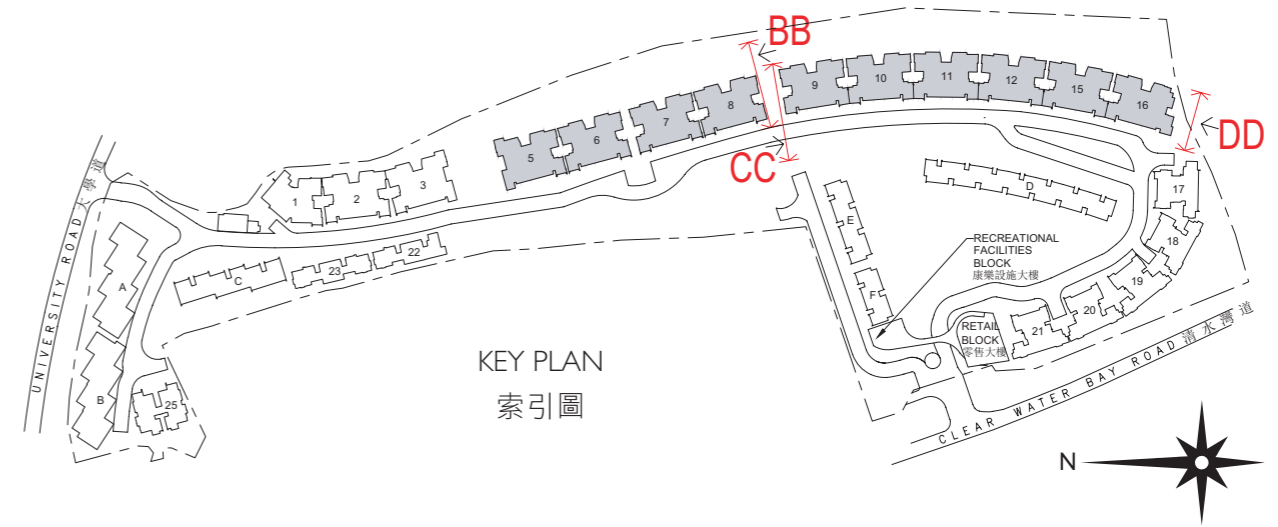 BB
9
10
11
12
15
16
8
7
6
5
DD
CC
3
2
1
17
18
19
20
21
D
E
F
22
23
C
A
B
25
UNIVERSITY ROAD 大學道
RECREATIONAL
FACILITIES
BLOCK
康樂設施大樓
RETAIL
BLOCK
零售大樓
KEY PLAN
索引圖
CLEAR WATER BAY ROAD 清水灣道
N